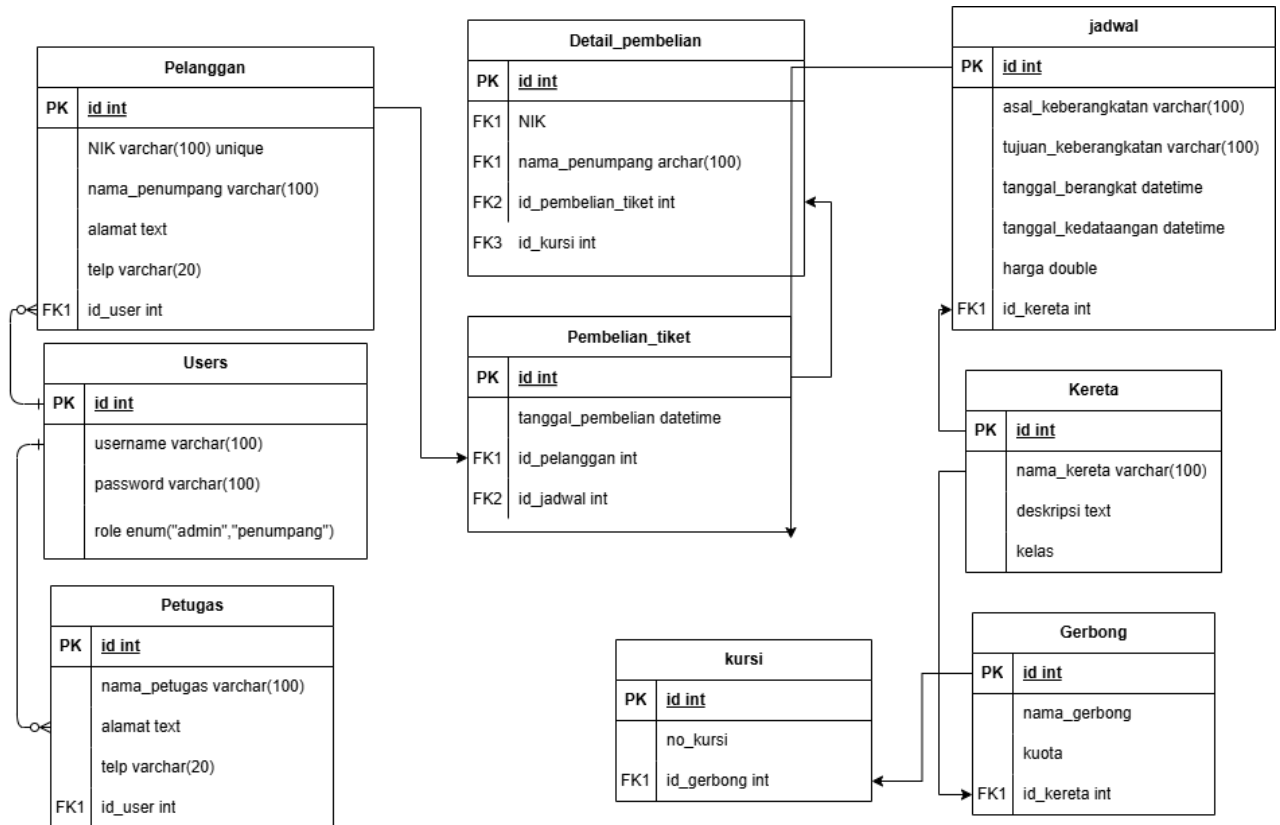 Pelanggan
PK id int
NIK varchar(100) unique
nama_penumpang varchar(100)
alamat text
telp varchar(20)
FK1 id_user int
Users
PK id int
username varchar(100)
password varchar(100)
role enum("admin","penumpang")
Petugas
PK id int
nama_petugas varchar(100)
alamat text
telp varchar(20)
FK1 id_user int
Detail_pembelian
PK id int
FK1 NIK
FK1 nama_penumpang archar(100)
FK2 id_pembelian_tiket int
FK3 id_kursi int
Pembelian_tiket
PK id int
tanggal_pembelian datetime
FK1 id_pelanggan int
FK2 id_jadwal int
kursi
PK id int
no_kursi
FK1 id_gerbong int
jadwal
PK id int
asal_keberangkatan varchar(100)
tujuan_keberangkatan varchar(100)
tanggal_berangkat datetime
tanggal_kedataangan datetime
harga double
FK1 id_kereta int
Kereta
PK id int
nama_kereta varchar(100)
deskripsi text
kelas
Gerbong
PK id int
nama_gerbong
kuota
FK1 id_kereta int